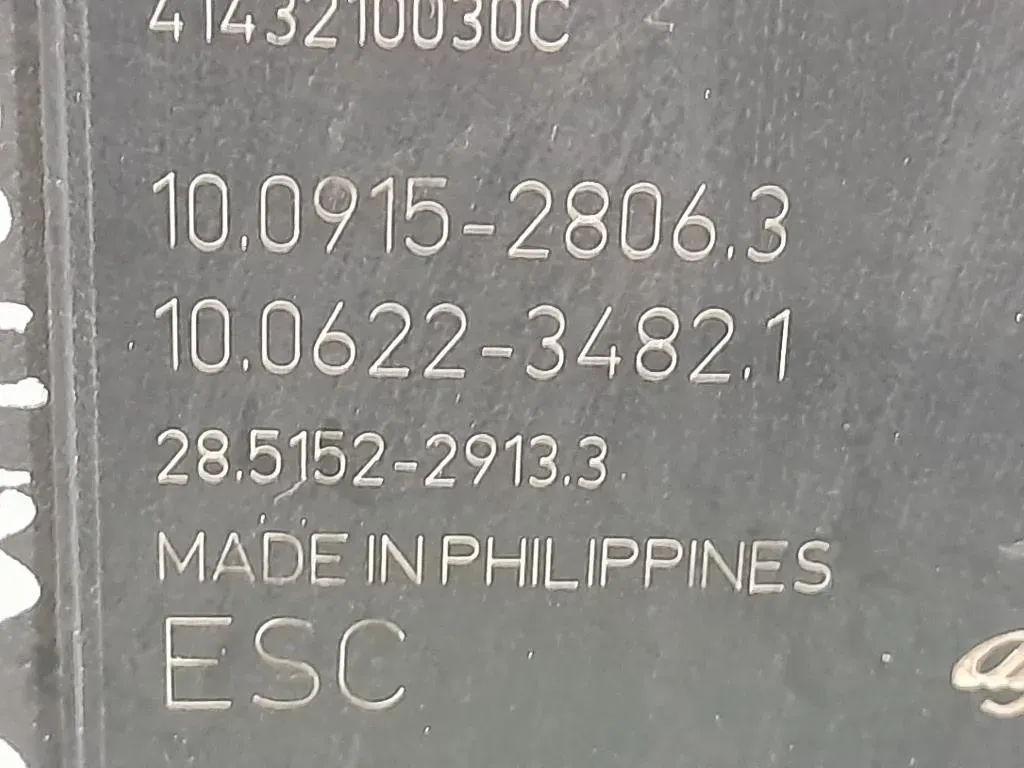 4143210030C
10.0915-2806.3
10.0622-3482.1
28.5152-2913.3
MADE IN PHILIPPINES
ESC